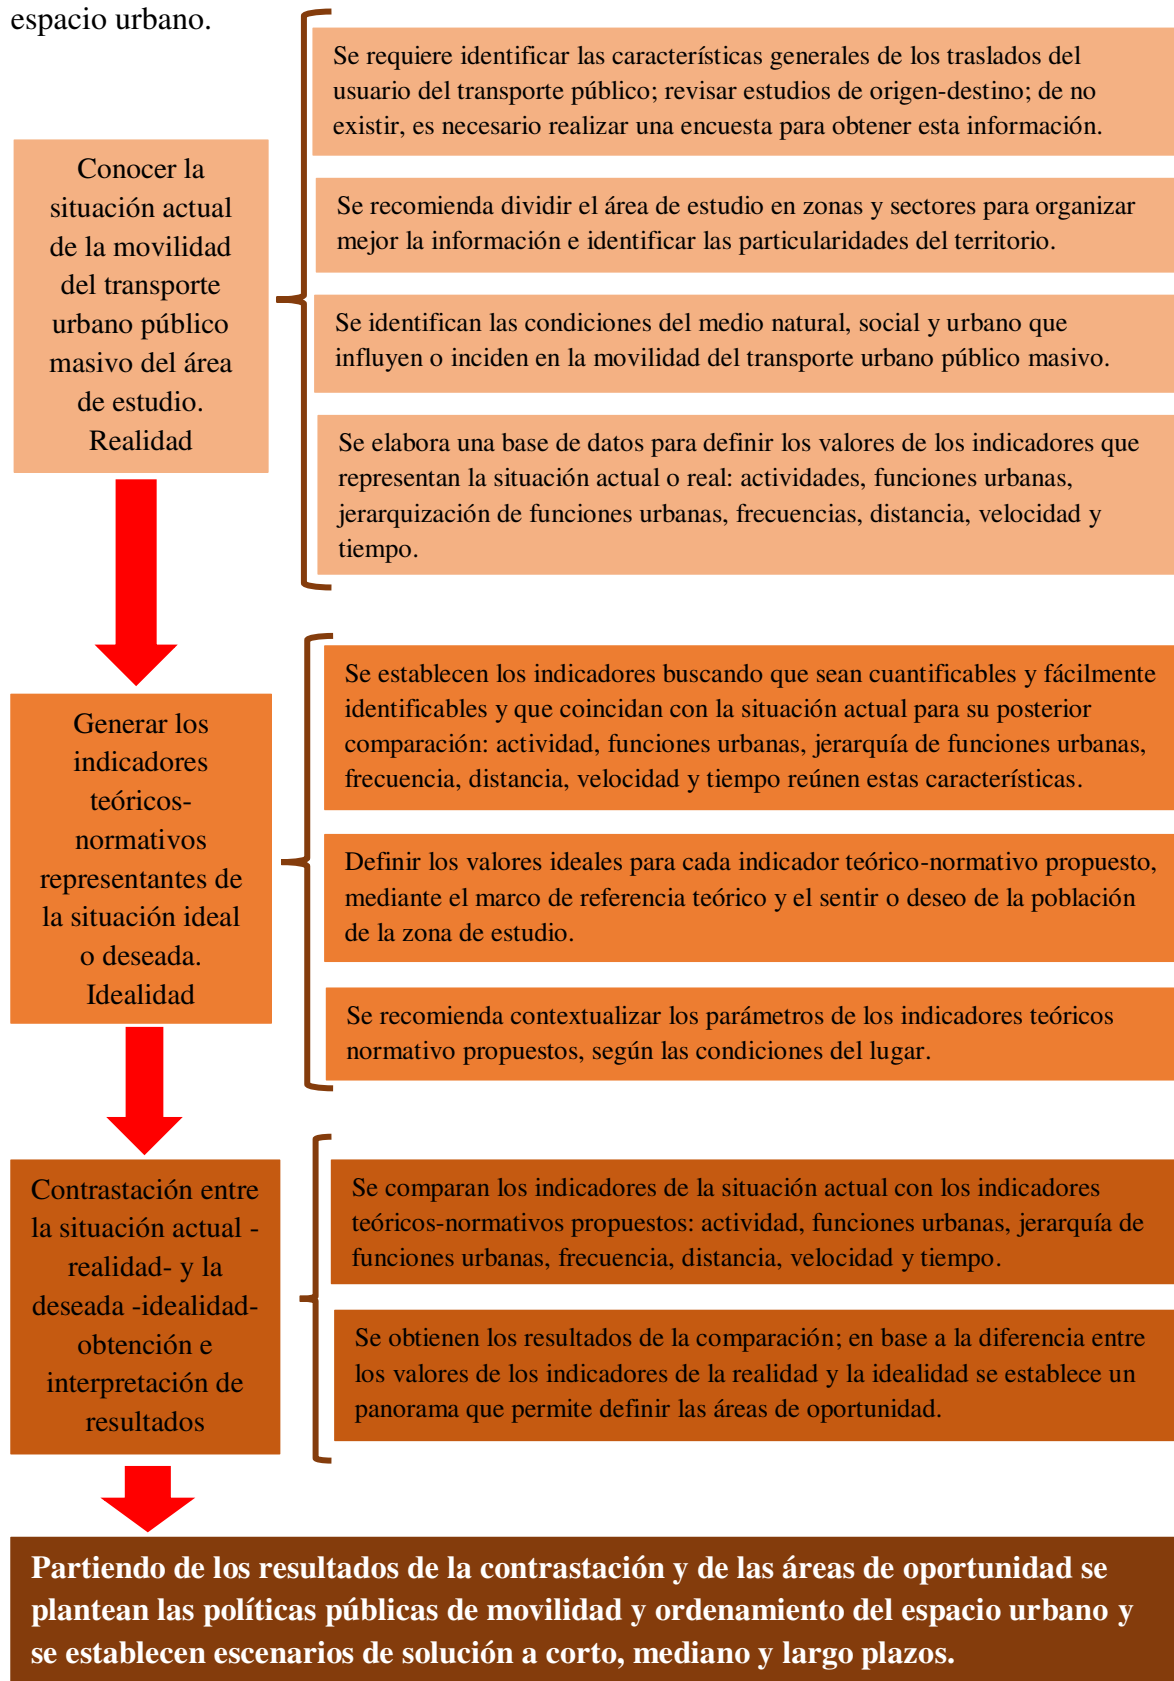 espacio urbano.
Se requiere identificar las características generales de los traslados del
usuario del transporte público; revisar estudios de origen-destino; de no
existir, es necesario realizar una encuesta para obtener esta información.
Conocer la
situación actual
de la movilidad
del transporte
urbano público
masivo del área
de estudio.
Realidad
Se recomienda dividir el área de estudio en zonas y sectores para organizar
mejor la información e identificar las particularidades del territorio.
Se identifican las condiciones del medio natural, social y urbano que
influyen o inciden en la movilidad del transporte urbano público masivo.
Se elabora una base de datos para definir los valores de los indicadores que
representan la situación actual o real: actividades, funciones urbanas,
jerarquización de funciones urbanas, frecuencias, distancia, velocidad y
tiempo.
Generar los
indicadores
teóricos-
normativos
representantes de
la situación ideal
o deseada.
Idealidad
Se establecen los indicadores buscando que sean cuantificables y fácilmente
identificables y que coincidan con la situación actual para su posterior
comparación: actividad, funciones urbanas, jerarquía de funciones urbanas,
frecuencia, distancia, velocidad y tiempo reúnen estas características.
Definir los valores ideales para cada indicador teórico-normativo propuesto,
mediante el marco de referencia teórico y el sentir o deseo de la población
de la zona de estudio.
Se recomienda contextualizar los parámetros de los indicadores teóricos
normativo propuestos, según las condiciones del lugar.
Contrastación entre
la situación actual -
realidad- y la
deseada -idealidad-
obtención e
interpretación de
resultados
Se comparan los indicadores de la situación actual con los indicadores
teóricos-normativos propuestos: actividad, funciones urbanas, jerarquía de
funciones urbanas, frecuencia, distancia, velocidad y tiempo.
Se obtienen los resultados de la comparación; en base a la diferencia entre
los valores de los indicadores de la realidad y la idealidad se establece un
panorama que permite definir las áreas de oportunidad.
Partiendo de los resultados de la contrastación y de las áreas de oportunidad se
plantean las políticas públicas de movilidad y ordenamiento del espacio urbano y
se establecen escenarios de solución a corto, mediano y largo plazos.